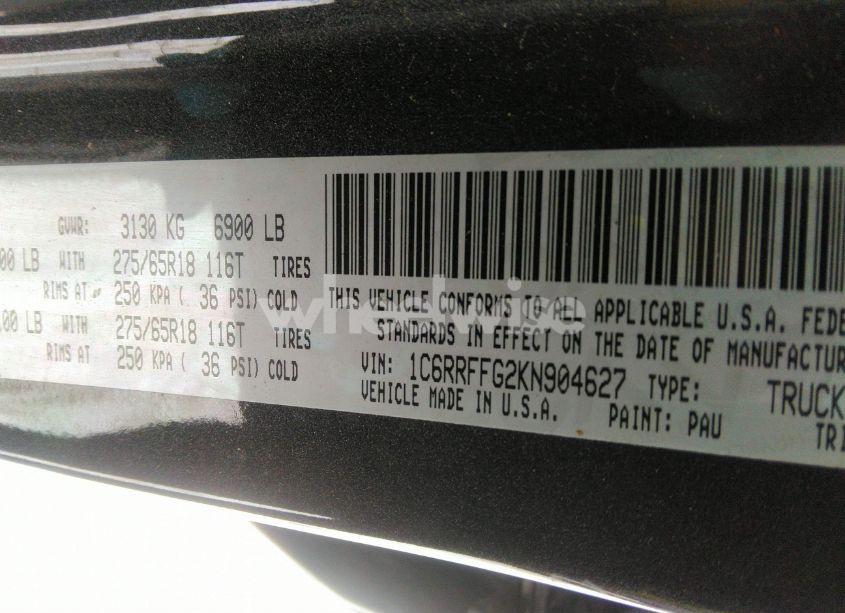 GVWR: 3130 KG 6900 LB
00 LB WITH 275/65R18 116T TIRES
RIMS AT 250 KPA ( 36 PSI) COLD
100 LB WITH 275/65R18 116T TIRES
RIMS AT 250 KPA ( 36 PSI) COLD
THIS VEHICLE CONFORMS TO ALL APPLICABLE U.S.A. FEDE
STANDARDS IN EFFECT ON THE DATE OF MANUFACTUR
VIN: 1C6RRFFG2KN904627 TYPE: TRUCK
VEHICLE MADE IN U.S.A. PAINT: PAU TRI